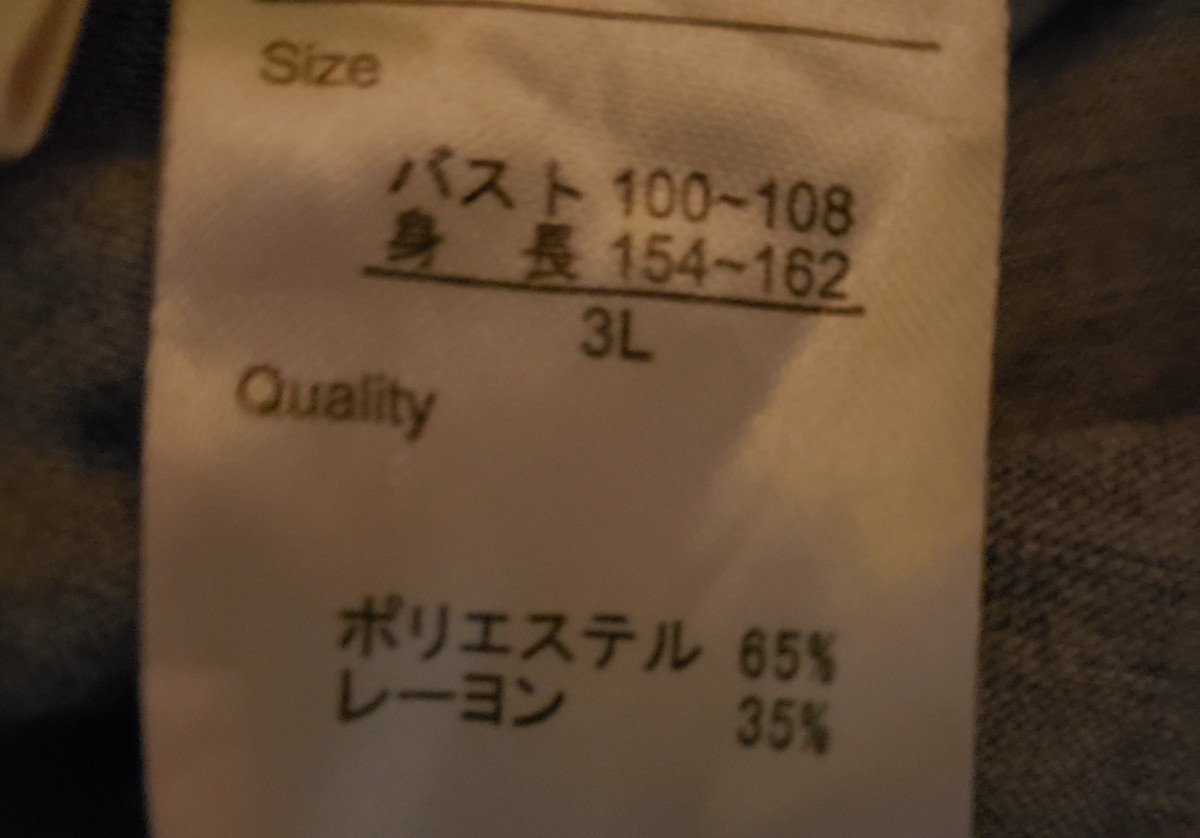 Size
バスト 100~108
身長 154~162
3L
Quality
ポリエステル 65%
レーヨン 35%